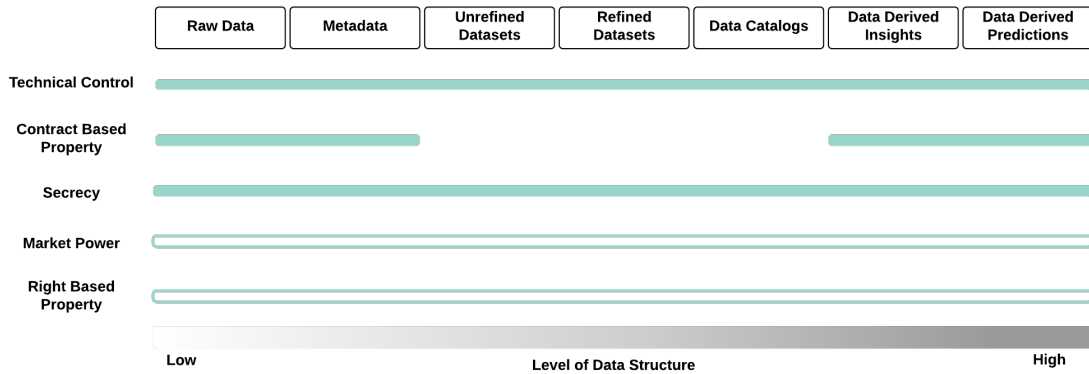 Raw Data
Metadata
Unrefined
Datasets
Refined
Datasets
Data Catalogs
Data Derived
Insights
Data Derived
Predictions
Technical Control
Contract Based
Property
Secrecy
Market Power
Right Based
Property
Low
Level of Data Structure
High